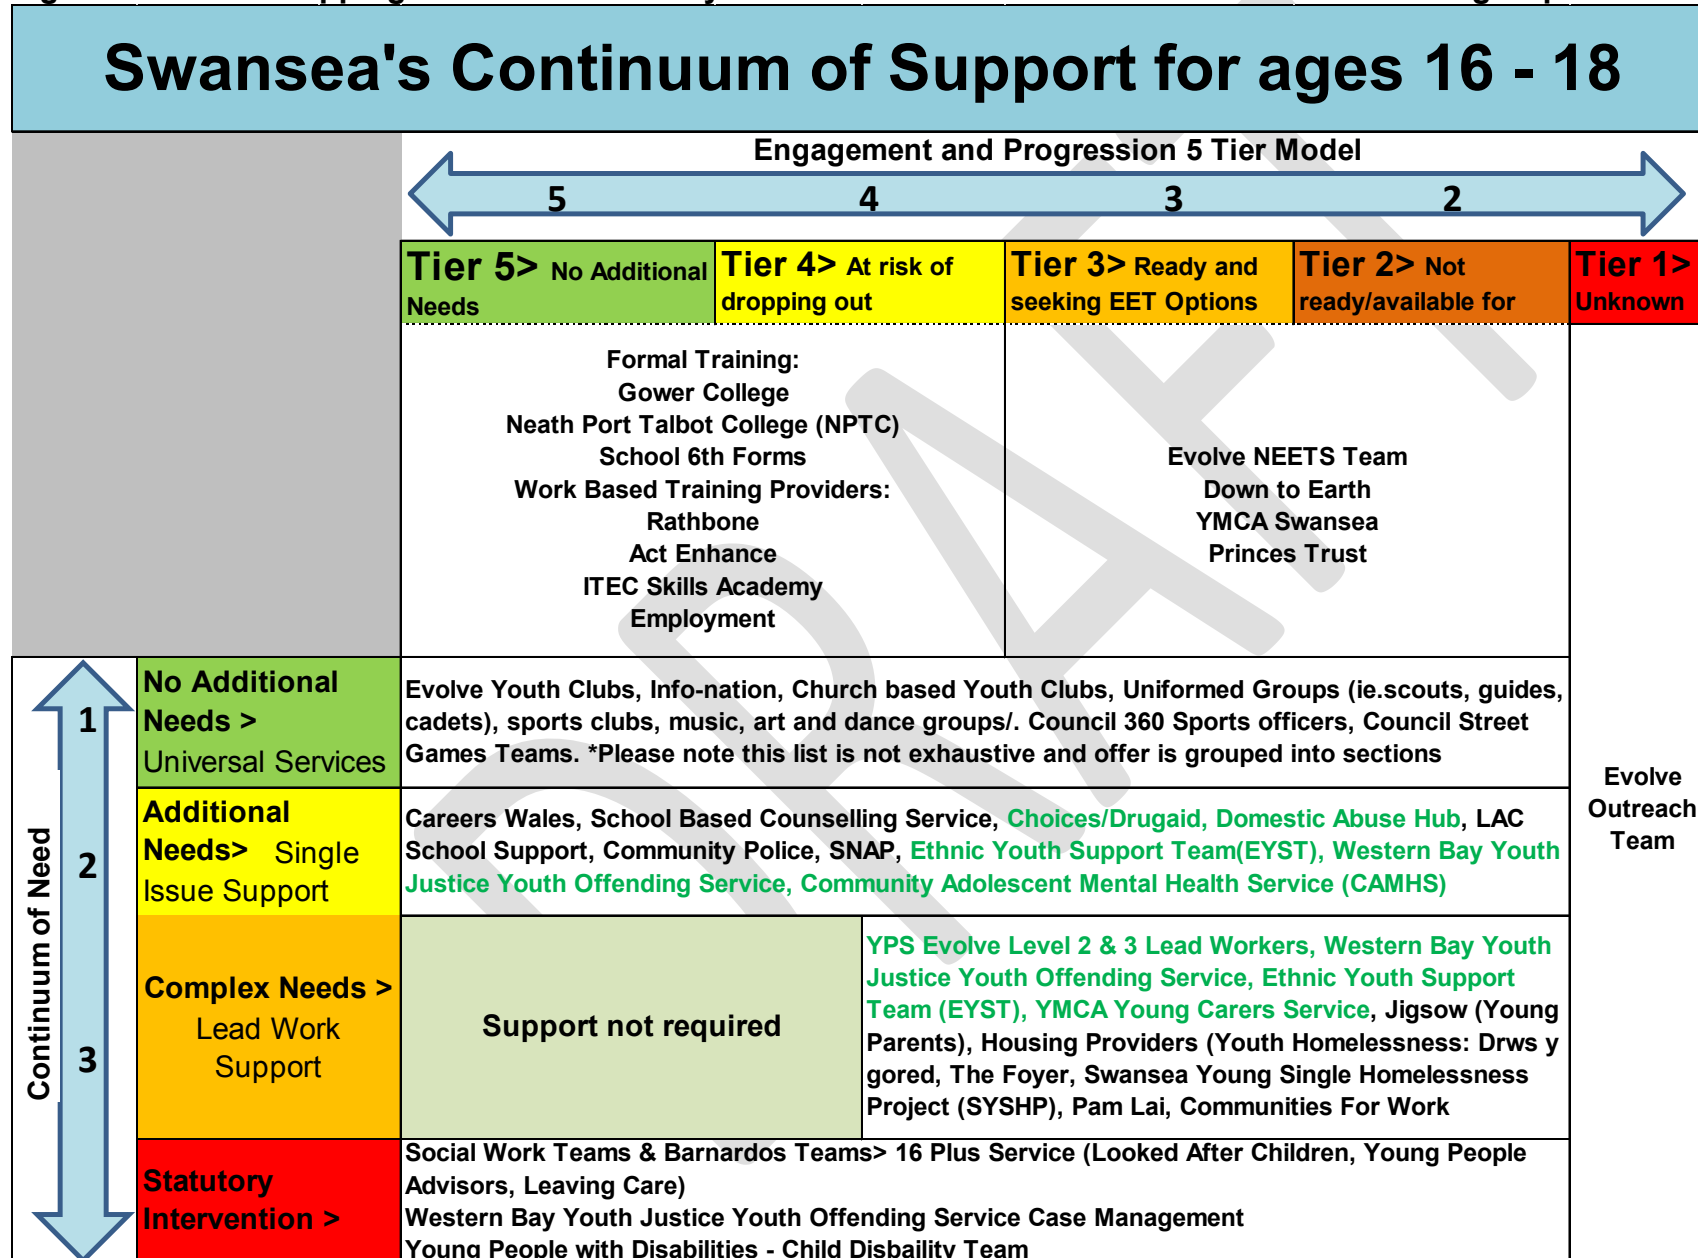 Swansea's Continuum of Support for ages 16 - 18
Engagement and Progression 5 Tier Model
5 4 3 2
Tier 5> No Additional
Needs
Tier 4> At risk of
dropping out
Tier 3> Ready and
seeking EET Options
Tier 2> Not
ready/available for
Tier 1>
Unknown
Formal Training:
Gower College
Neath Port Talbot College (NPTC)
School 6th Forms
Work Based Training Providers:
Rathbone
Act Enhance
ITEC Skills Academy
Employment
Evolve NEETS Team
Down to Earth
YMCA Swansea
Princes Trust
Evolve
Outreach
Team
Continuum of Need
1
No Additional
Needs >
Universal Services
Evolve Youth Clubs, Info-nation, Church based Youth Clubs, Uniformed Groups (ie.scouts, guides,
cadets), sports clubs, music, art and dance groups/. Council 360 Sports officers, Council Street
Games Teams. *Please note this list is not exhaustive and offer is grouped into sections
2
Additional
Needs> Single
Issue Support
Careers Wales, School Based Counselling Service, Choices/Drugaid, Domestic Abuse Hub, LAC
School Support, Community Police, SNAP, Ethnic Youth Support Team(EYST), Western Bay Youth
Justice Youth Offending Service, Community Adolescent Mental Health Service (CAMHS)
3
Complex Needs >
Lead Work
Support
Support not required
YPS Evolve Level 2 & 3 Lead Workers, Western Bay Youth
Justice Youth Offending Service, Ethnic Youth Support
Team (EYST), YMCA Young Carers Service, Jigsow (Young
Parents), Housing Providers (Youth Homelessness: Drws y
gored, The Foyer, Swansea Young Single Homelessness
Project (SYSHP), Pam Lai, Communities For Work
Statutory
Intervention >
Social Work Teams & Barnardos Teams> 16 Plus Service (Looked After Children, Young People
Advisors, Leaving Care)
Western Bay Youth Justice Youth Offending Service Case Management
Young People with Disabilities - Child Disbaility Team
DRAFT